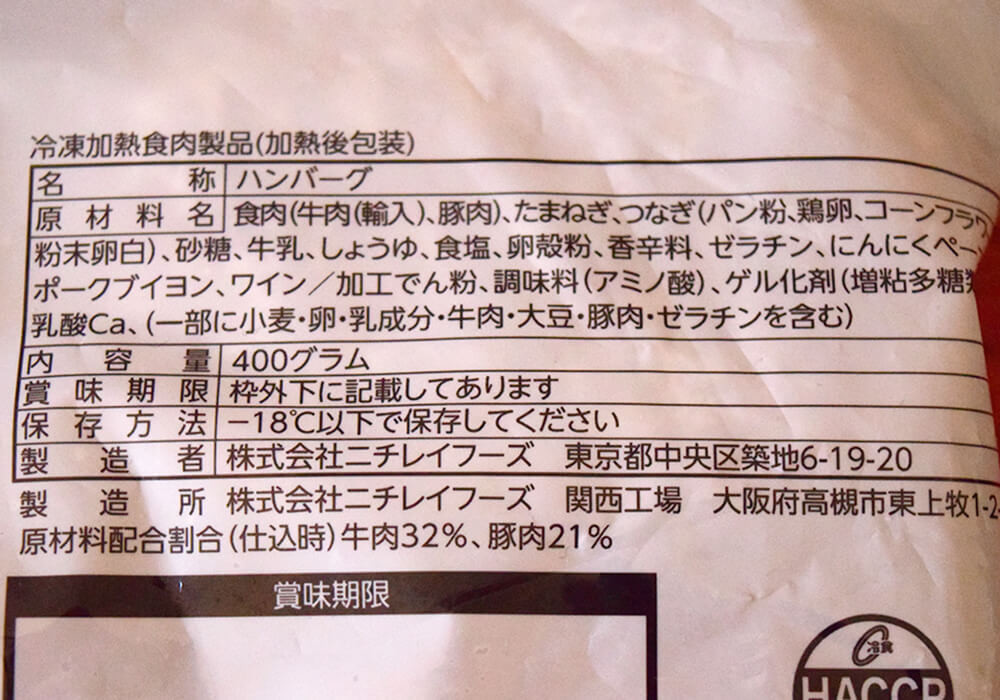 冷凍加熱食肉製品(加熱後包装)
名称 ハンバーグ
原材料名 食肉(牛肉(輸入)、豚肉)、たまねぎ、つなぎ(パン粉、鶏卵、コーンフラワ
粉末卵白)、砂糖、牛乳、しょうゆ、食塩、卵殻粉、香辛料、ゼラチン、にんにくペー
ポークブイヨン、ワイン/加工でん粉、調味料(アミノ酸)、ゲル化剤(増粘多糖類
乳酸Ca、(一部に小麦・卵・乳成分・牛肉・大豆・豚肉・ゼラチンを含む)
内容量 400グラム
賞味期限 枠外下に記載してあります
保存方法 −18℃以下で保存してください
製造者 株式会社ニチレイフーズ 東京都中央区築地6-19-20
製造所 株式会社ニチレイフーズ 関西工場 大阪府高槻市東上牧1-2
原材料配合割合(仕込時)牛肉32%、豚肉21%
賞味期限
冷食
HACCP